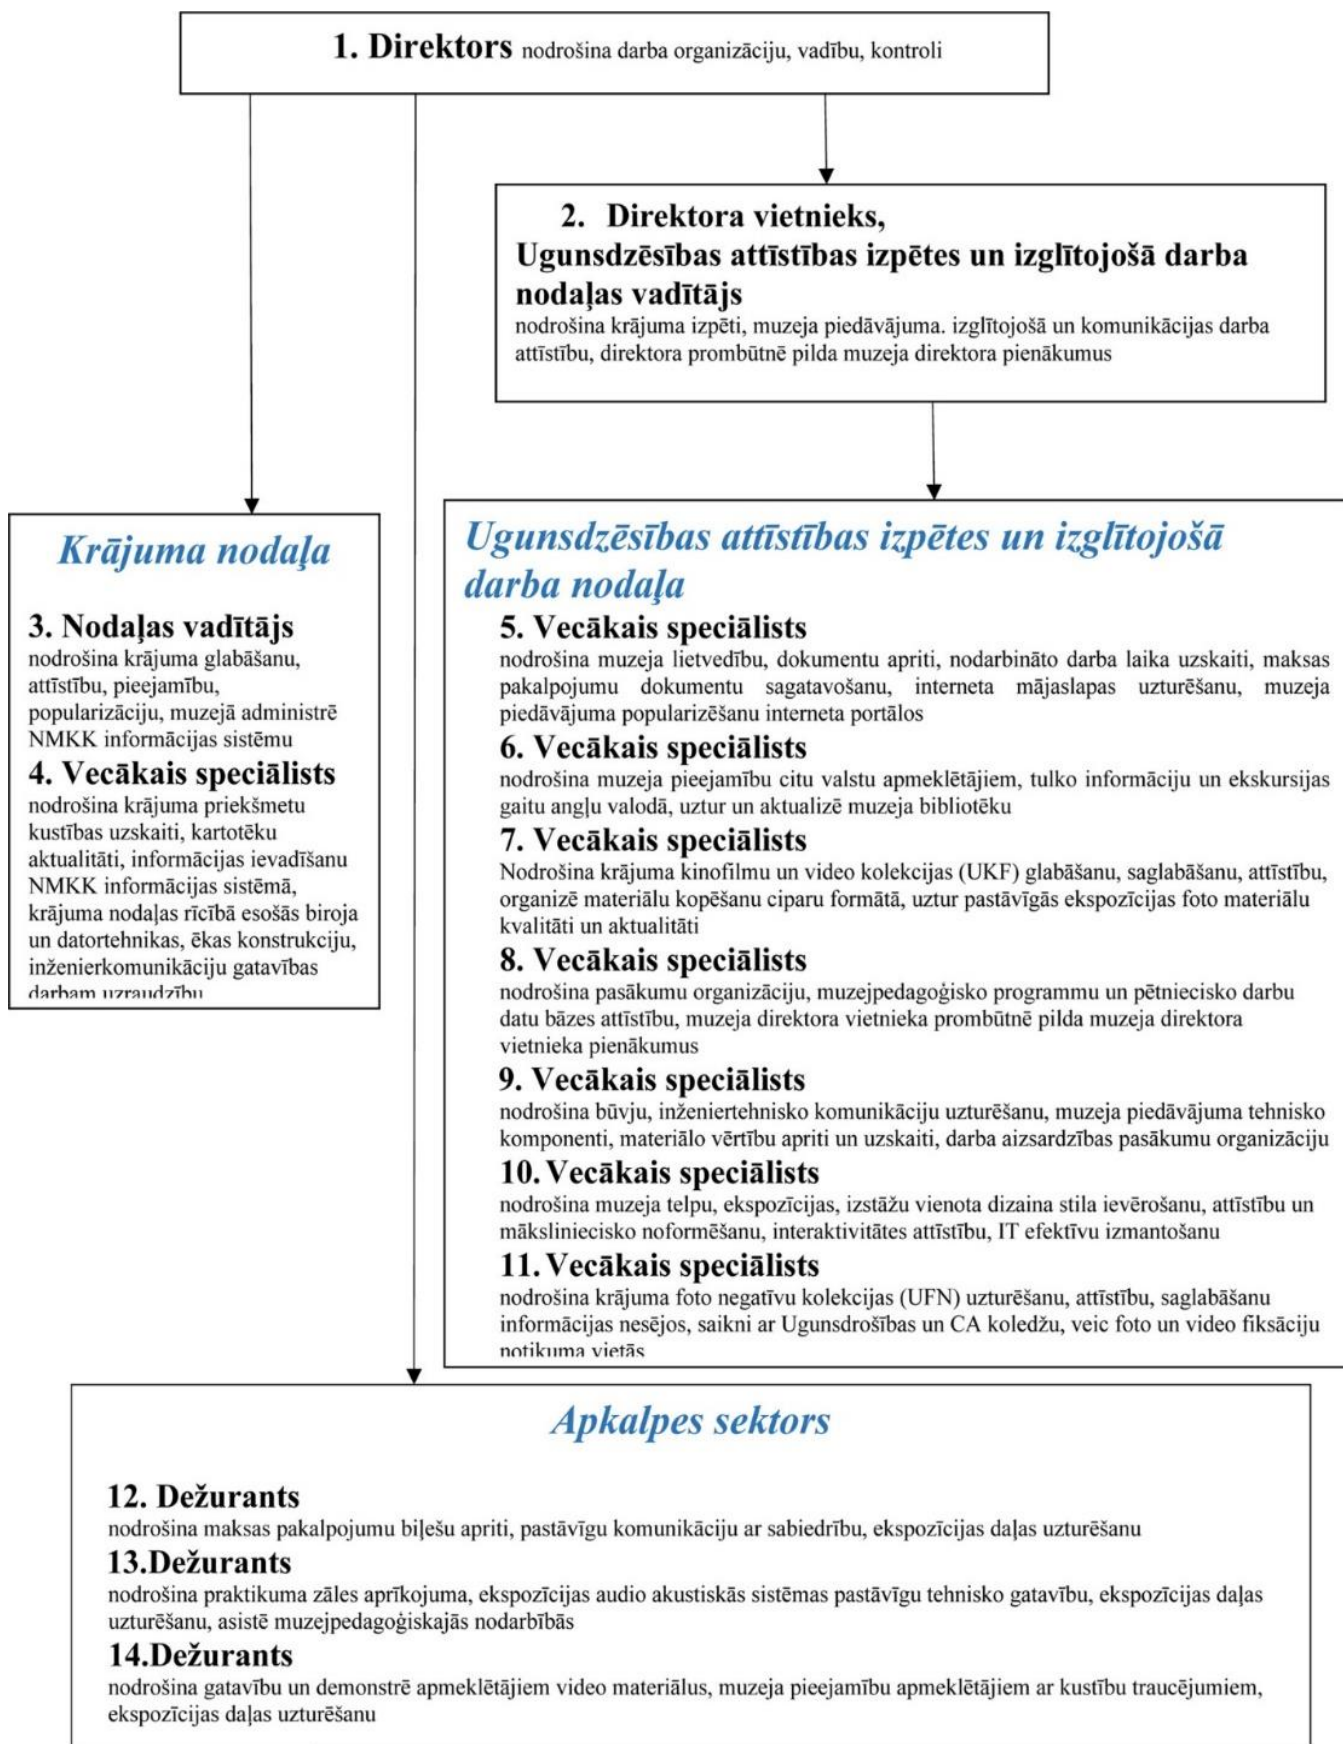 1. Direktors nodrošina darba organizāciju, vadību, kontroli
2. Direktora vietnieks,
Ugunsdzēsības attīstības izpētes un izglītojošā darba
nodaļas vadītājs
nodrošina krājuma izpēti, muzeja piedāvājuma. izglītojošā un komunikācijas darba
attīstību, direktora prombūtnē pilda muzeja direktora pienākumus
Krājuma nodaļa
3. Nodaļas vadītājs
nodrošina krājuma glabāšanu,
attīstību, pieejamību,
popularizāciju, muzejā administrē
NMKK informācijas sistēmu
4. Vecākais speciālists
nodrošina krājuma priekšmetu
kustības uzskaiti, kartotēku
aktualitāti, informācijas ievadīšanu
NMKK informācijas sistēmā,
krājuma nodaļas rīcībā esošās biroja
un datortehnikas, ēkas konstrukciju,
inženierkomunikāciju gatavības
darbam uzraudzību
Ugunsdzēsības attīstības izpētes un izglītojošā
darba nodaļa
5. Vecākais speciālists
nodrošina muzeja lietvedību, dokumentu apriti, nodarbināto darba laika uzskaiti, maksas
pakalpojumu dokumentu sagatavošanu, interneta mājaslapas uzturēšanu, muzeja
piedāvājuma popularizēšanu interneta portālos
6. Vecākais speciālists
nodrošina muzeja pieejamību citu valstu apmeklētājiem, tulko informāciju un ekskursijas
gaitu angļu valodā, uztur un aktualizē muzeja bibliotēku
7. Vecākais speciālists
Nodrošina krājuma kinofilmu un video kolekcijas (UKF) glabāšanu, saglabāšanu, attīstību,
organizē materiālu kopēšanu ciparu formātā, uztur pastāvīgās ekspozīcijas foto materiālu
kvalitāti un aktualitāti
8. Vecākais speciālists
nodrošina pasākumu organizāciju, muzejpedagoģisko programmu un pētniecisko darbu
datu bāzes attīstību, muzeja direktora vietnieka prombūtnē pilda muzeja direktora
vietnieka pienākumus
9. Vecākais speciālists
nodrošina būvju, inženiertehnisko komunikāciju uzturēšanu, muzeja piedāvājuma tehnisko
komponenti, materiālo vērtību apriti un uzskaiti, darba aizsardzības pasākumu organizāciju
10. Vecākais speciālists
nodrošina muzeja telpu, ekspozīcijas, izstāžu vienota dizaina stila ievērošanu, attīstību un
māksliniecisko noformēšanu, interaktivitātes attīstību, IT efektīvu izmantošanu
11. Vecākais speciālists
nodrošina krājuma foto negatīvu kolekcijas (UFN) uzturēšanu, attīstību, saglabāšanu
informācijas nesējos, saikni ar Ugunsdrošības un CA koledžu, veic foto un video fiksāciju
notikuma vietās
Apkalpes sektors
12. Dežurants
nodrošina maksas pakalpojumu biļešu apriti, pastāvīgu komunikāciju ar sabiedrību, ekspozīcijas daļas uzturēšanu
13.Dežurants
nodrošina praktikuma zāles aprīkojuma, ekspozīcijas audio akustiskās sistēmas pastāvīgu tehnisko gatavību, ekspozīcijas daļas
uzturēšanu, asistē muzejpedagoģiskajās nodarbībās
14.Dežurants
nodrošina gatavību un demonstrē apmeklētājiem video materiālus, muzeja pieejamību apmeklētājiem ar kustību traucējumiem,
ekspozīcijas daļas uzturēšanu